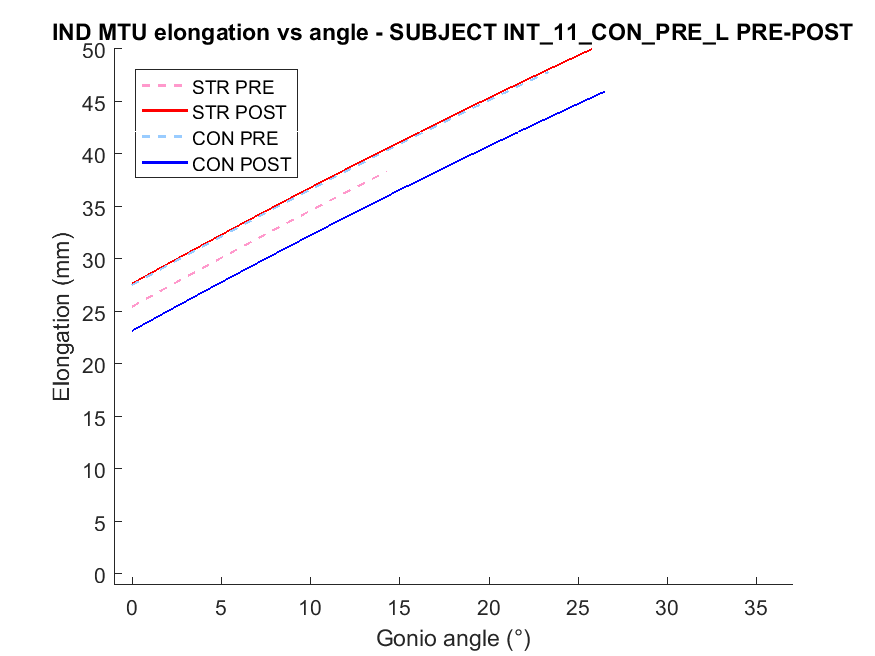 IND MTU elongation vs angle - SUBJECT INT_11_CON_PRE_L PRE-POST
50
45
40
35
30
25
20
15
10
5
0
Elongation (mm)
STR PRE
STR POST
CON PRE
CON POST
0 5 10 15 20 25 30 35
Gonio angle (°)